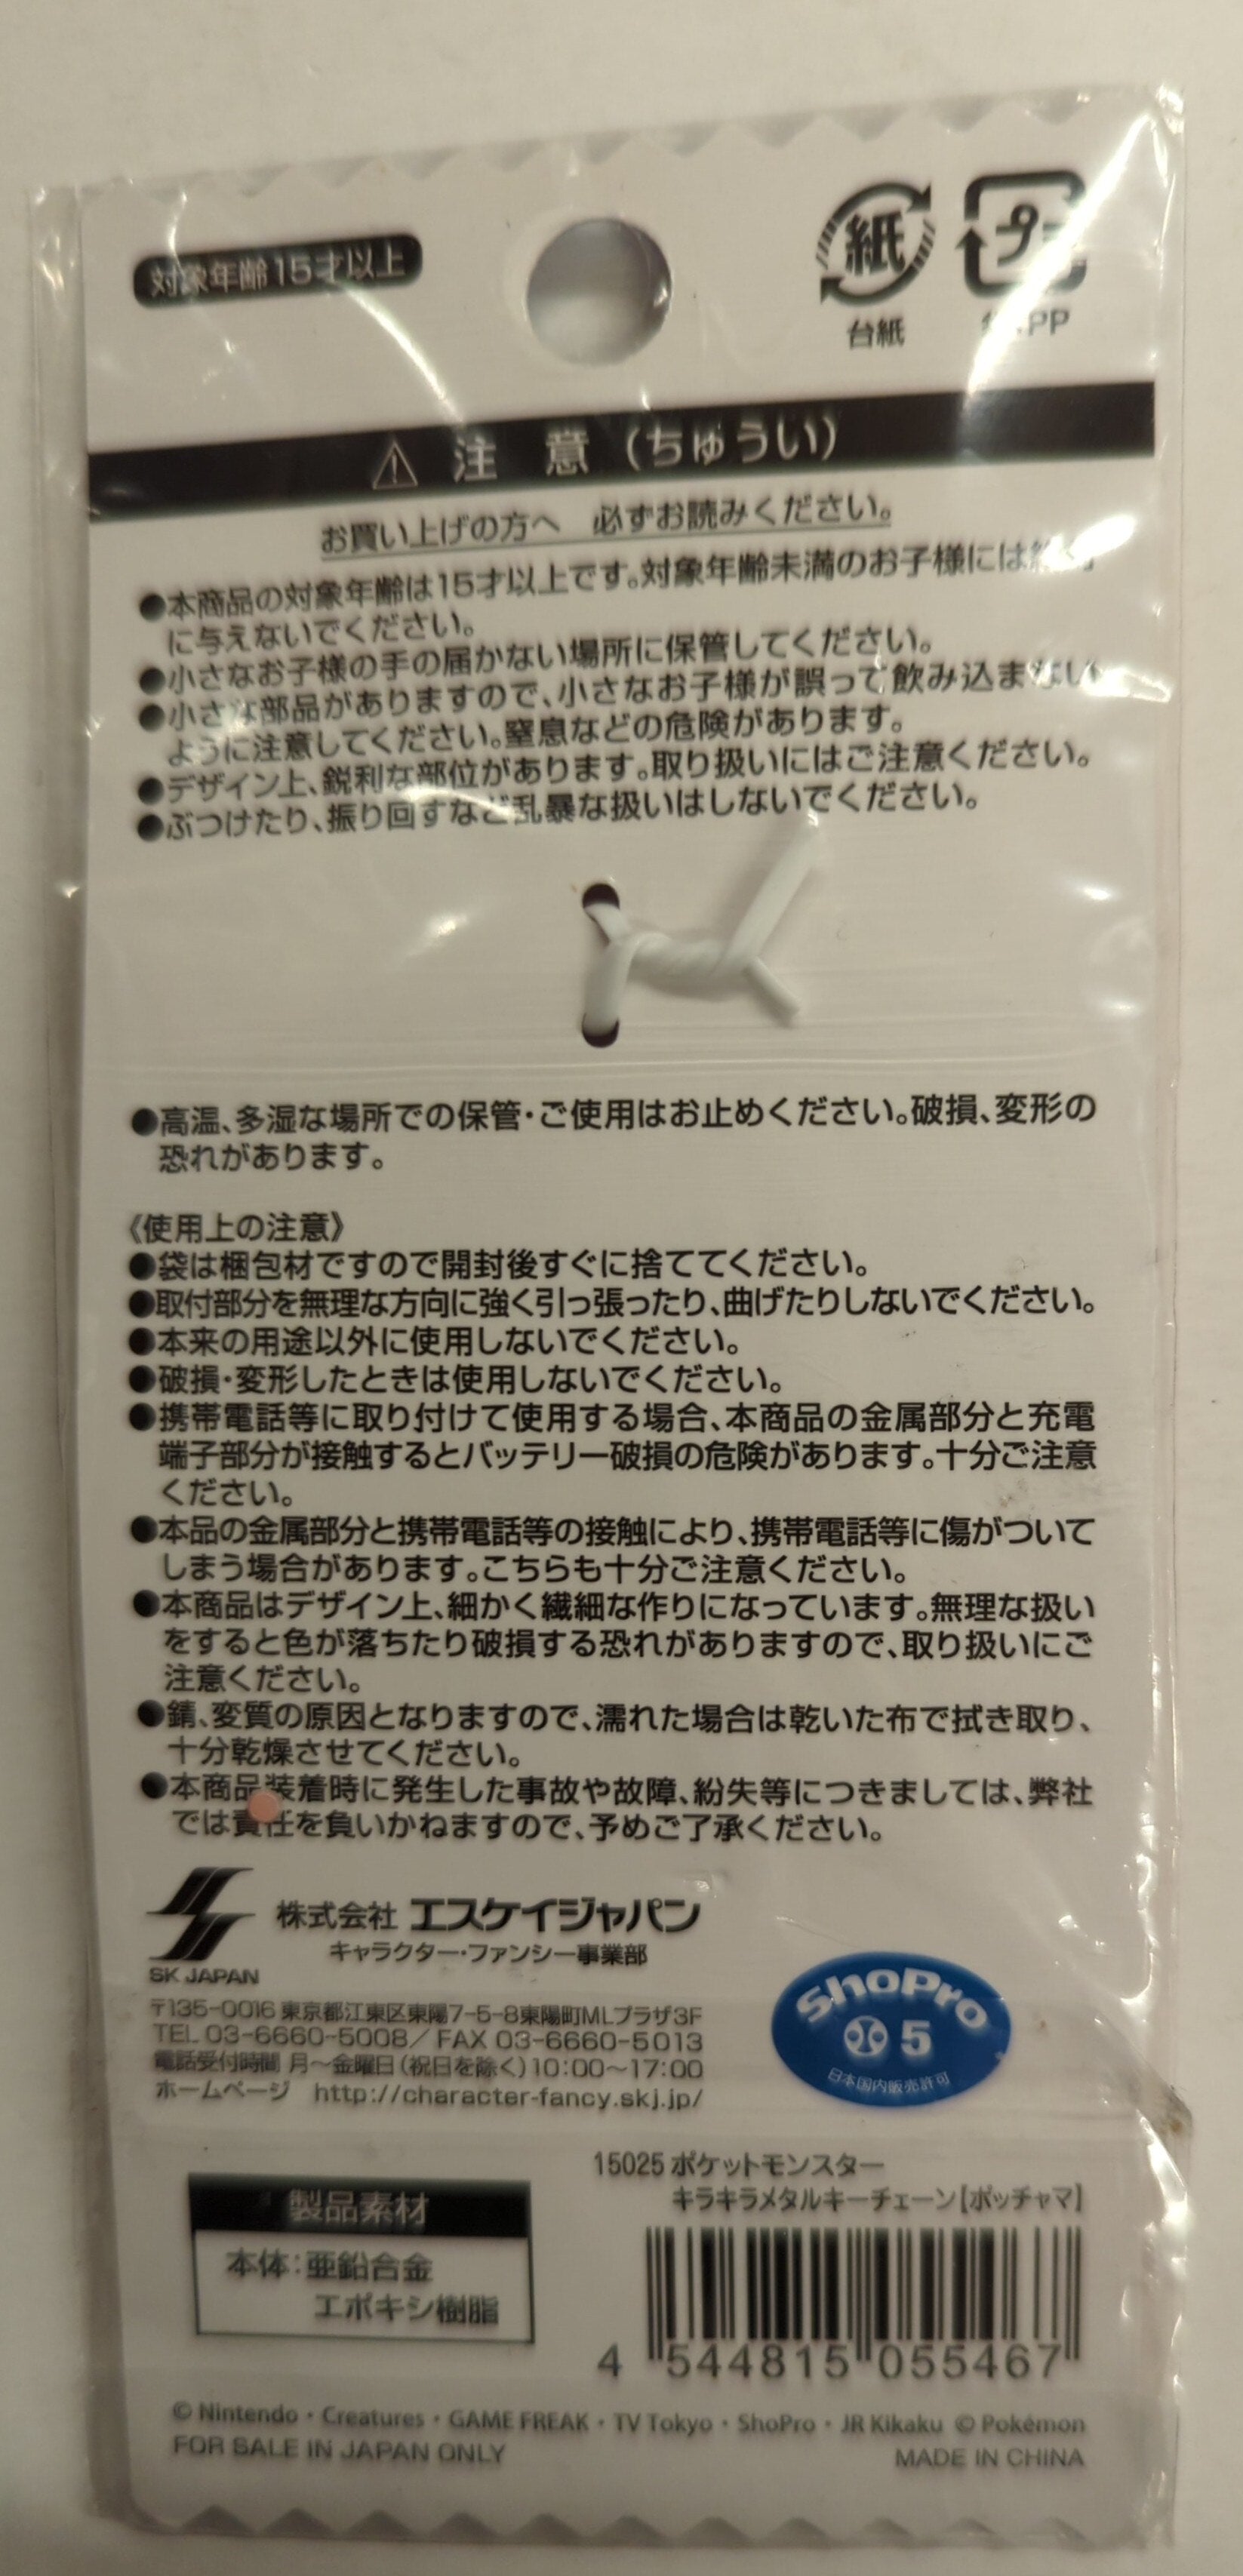 対象年齢15才以上
紙
プラ
台紙
PP
注意(ちゅうい)
お買い上げの方へ 必ずお読みください。
●本商品の対象年齢は15才以上です。対象年齢未満のお子様には
に与えないでください。
●小さなお子様の手の届かない場所に保管してください。
●小さな部品がありますので、小さなお子様が誤って飲み込まない
ように注意してください。窒息などの危険があります。
●デザイン上、鋭利な部位があります。取り扱いにはご注意ください。
●ぶつけたり、振り回すなど乱暴な扱いはしないでください。
●高温、多湿な場所での保管・ご使用はお止めください。破損、変形の
恐れがあります。
《使用上の注意》
●袋は梱包材ですので開封後すぐに捨ててください。
●取付部分を無理な方向に強く引っ張ったり、曲げたりしないでください。
●本来の用途以外に使用しないでください。
●破損・変形したときは使用しないでください。
●携帯電話等に取り付けて使用する場合、本商品の金属部分と充電
端子部分が接触するとバッテリー破損の危険があります。十分ご注意
ください。
●本品の金属部分と携帯電話等の接触により、携帯電話等に傷がついて
しまう場合があります。こちらも十分ご注意ください。
●本商品はデザイン上、細かく繊細な作りになっています。無理な扱い
をすると色が落ちたり破損する恐れがありますので、取り扱いにご
注意ください。
●錆、変質の原因となりますので、濡れた場合は乾いた布で拭き取り、
十分乾燥させてください。
●本商品装着時に発生した事故や故障、紛失等につきましては、弊社
では責任を負いかねますので、予めご了承ください。
株式会社 エスケイジャパン
キャラクター・ファンシー事業部
SK JAPAN
〒135-0016 東京都江東区東陽7-5-8東陽町MLプラザ3F
TEL 03-6660-5008／FAX 03-6660-5013
電話受付時間 月〜金曜日(祝日を除く)10:00〜17:00
ホームページ http://character-fancy.skj.jp/
ShoPro
5
日本国内販売許可
15025 ポケットモンスター
キラキラメタルキーチェーン【ポッチャマ】
製品素材
本体:亜鉛合金
エポキシ樹脂
4 544815 055467
© Nintendo・Creatures・GAME FREAK・TV Tokyo・ShoPro・JR Kikaku © Pokémon
FOR SALE IN JAPAN ONLY
MADE IN CHINA